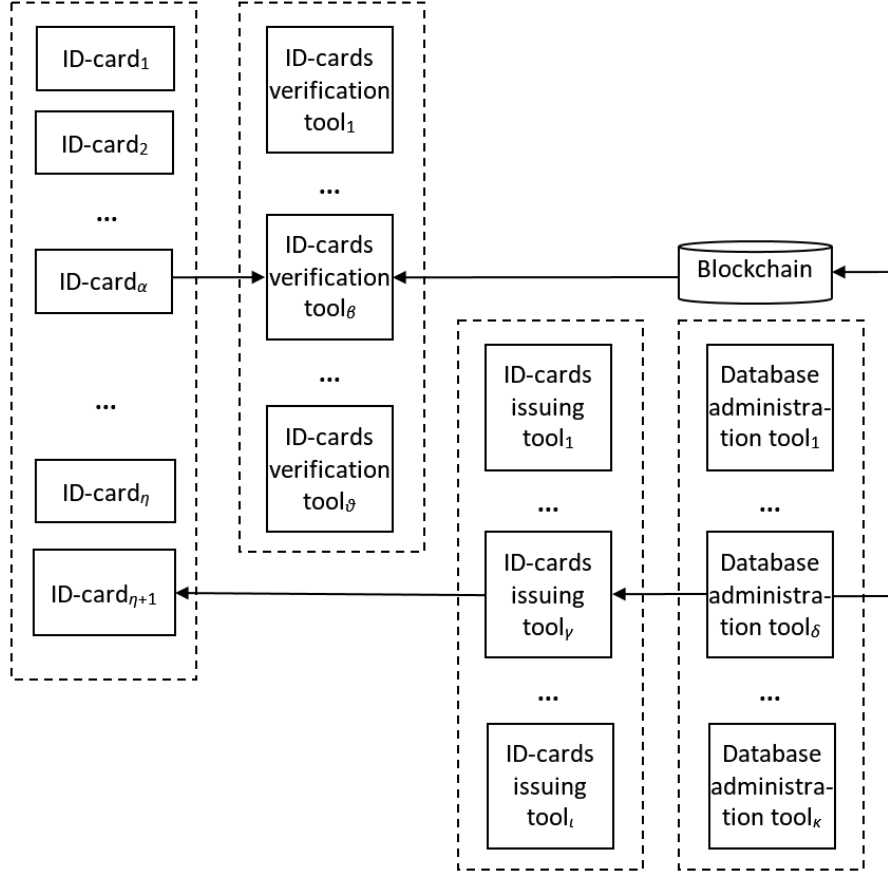 ID-card₁
ID-card₂
...
ID-cardα
...
ID-cardη
ID-cardη+1
ID-cards
verification
tool₁
...
ID-cards
verification
toolβ
...
ID-cards
verification
toolϑ
Blockchain
ID-cards
issuing
tool₁
...
ID-cards
issuing
toolγ
...
ID-cards
issuing
toolι
Database
administra-
tion tool₁
...
Database
administra-
tion toolδ
...
Database
administra-
tion toolκ